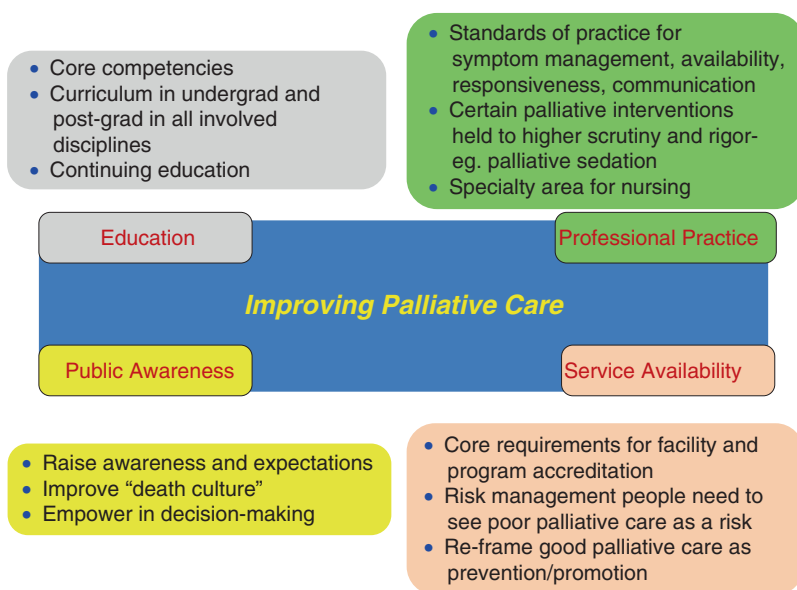 • Core competencies
• Curriculum in undergrad and
post-grad in all involved
disciplines
• Continuing education
• Standards of practice for
symptom management, availability,
responsiveness, communication
• Certain palliative interventions
held to higher scrutiny and rigor-
eg. palliative sedation
• Specialty area for nursing
Education
Professional Practice
Improving Palliative Care
Public Awareness
Service Availability
• Raise awareness and expectations
• Improve “death culture”
• Empower in decision-making
• Core requirements for facility and
program accreditation
• Risk management people need to
see poor palliative care as a risk
• Re-frame good palliative care as
prevention/promotion